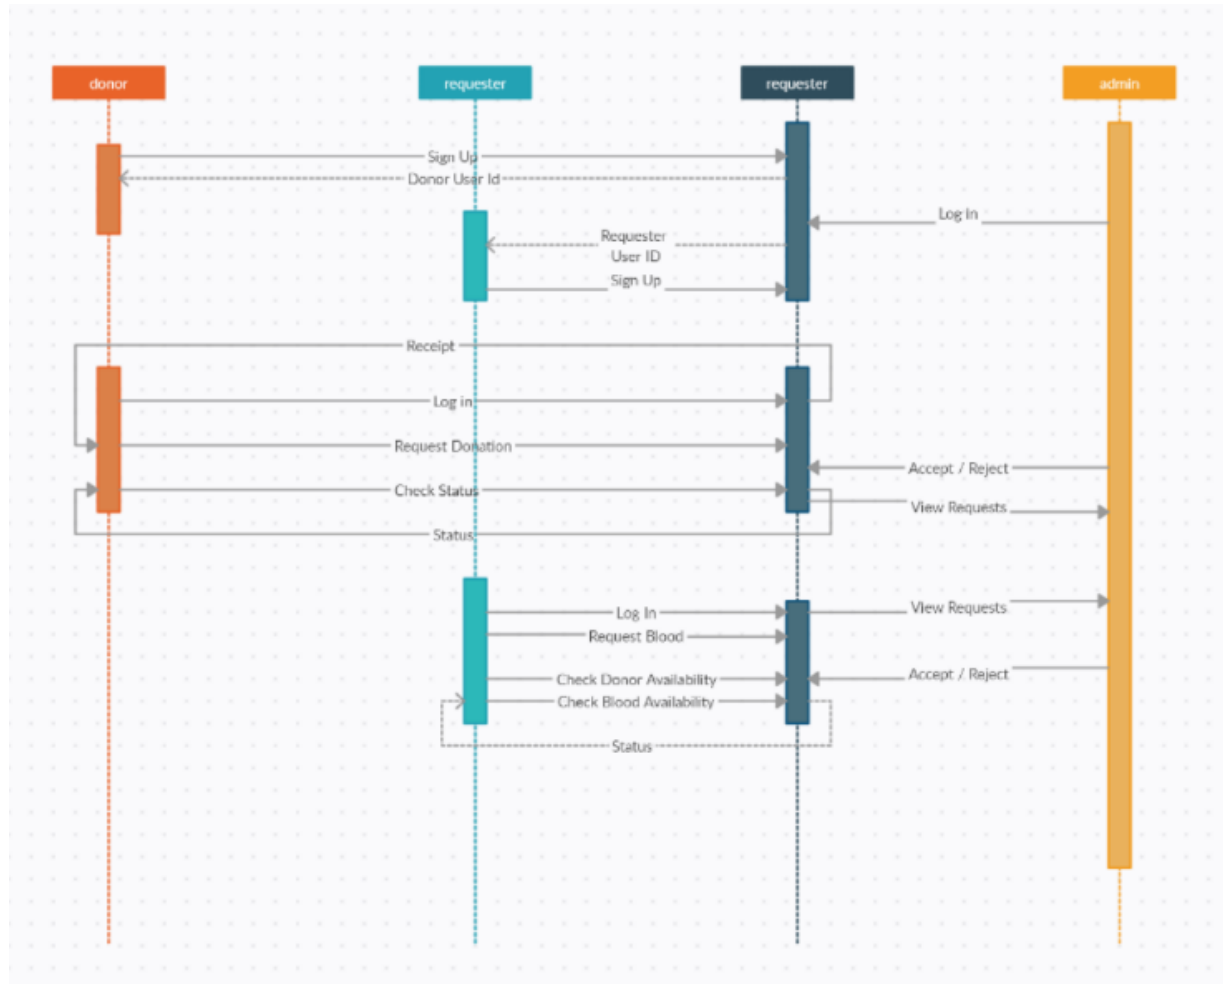 donor
requester
requester
admin
Sign Up
Donor User Id
Log In
Requester
User ID
Sign Up
Receipt
Log in
Request Donation
Accept / Reject
Check Status
View Requests
Status
View Requests
Log In
Request Blood
Accept / Reject
Check Donor Availability
Check Blood Availability
Status